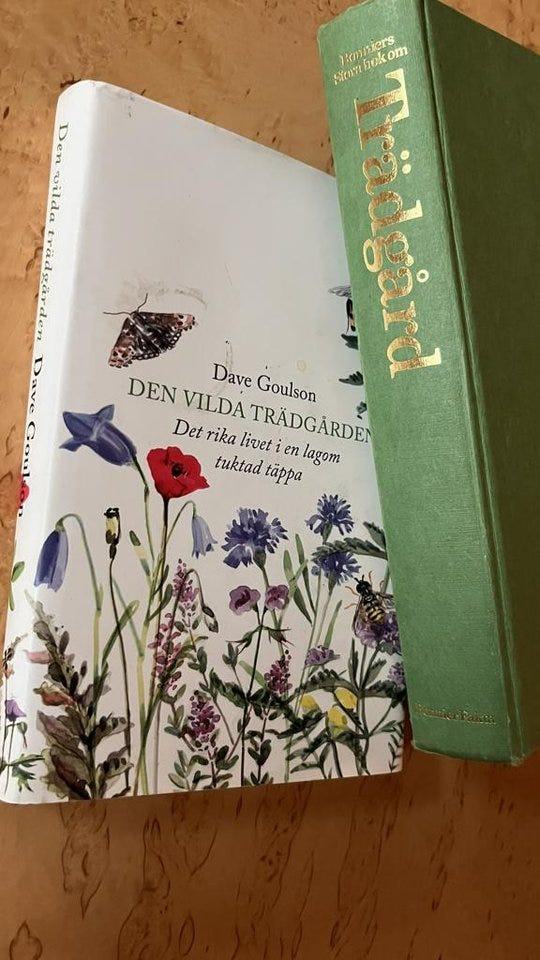 Den vilda trädgården Dave Goulson
Dave Goulson
DEN VILDA TRÄDGÅRDEN
Det rika livet i en lagom
tuktad täppa
Bonniers
Stora bok om
Trädgård
Bonnier Fakta